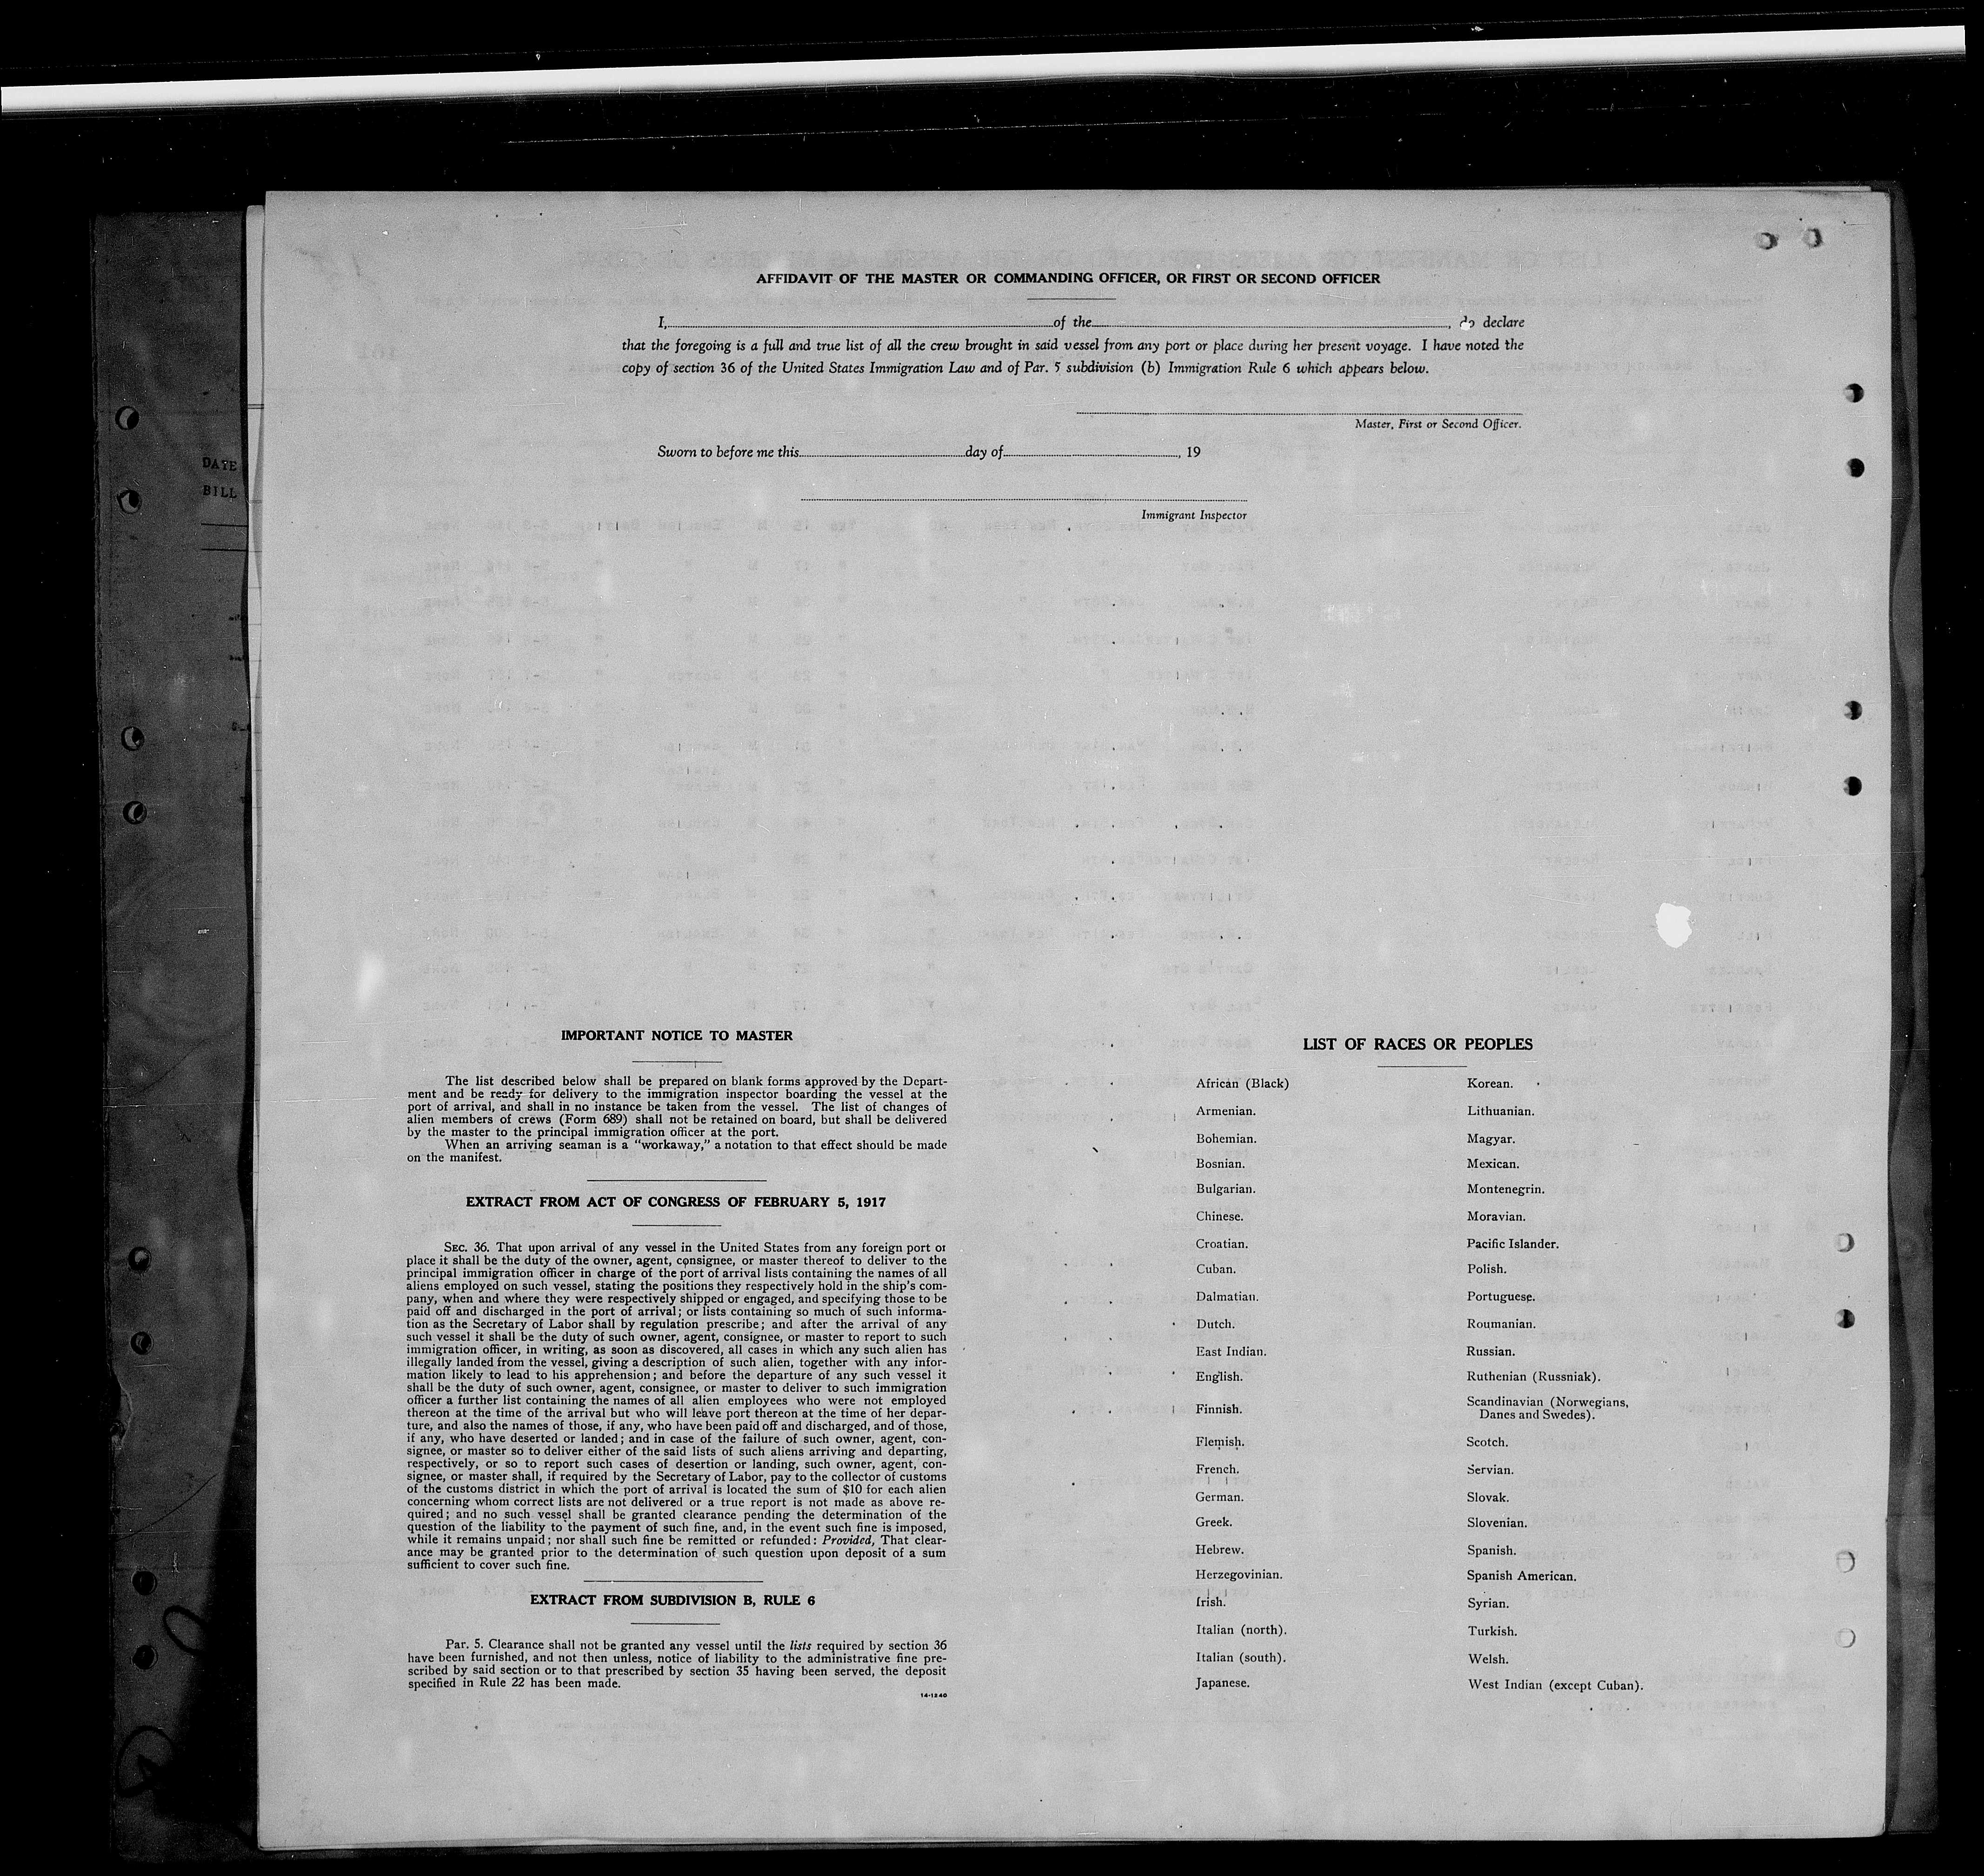 AFFIDAVIT OF THE MASTER OR COMMANDING OFFICER, OR FIRST OR SECOND OFFICER
I, of the , do declare
that the foregoing is a full and true list of all the crew brought in said vessel from any port or place during her present voyage. I have noted the
copy of section 36 of the United States Immigration Law and of Par. 5 subdivision (b) Immigration Rule 6 which appears below.
Master, First or Second Officer.
Sworn to before me this day of , 19
Immigrant Inspector
DATE
BILL
IMPORTANT NOTICE TO MASTER
The list described below shall be prepared on blank forms approved by the Depart-
ment and be ready for delivery to the immigration inspector boarding the vessel at the
port of arrival, and shall in no instance be taken from the vessel. The list of changes of
alien members of crews (Form 689) shall not be retained on board, but shall be delivered
by the master to the principal immigration officer at the port.
When an arriving seaman is a "workaway," a notation to that effect should be made
on the manifest.
EXTRACT FROM ACT OF CONGRESS OF FEBRUARY 5, 1917
SEC. 36. That upon arrival of any vessel in the United States from any foreign port or
place it shall be the duty of the owner, agent, consignee, or master thereof to deliver to the
principal immigration officer in charge of the port of arrival lists containing the names of all
aliens employed on such vessel, stating the positions they respectively hold in the ship's com-
pany, when and where they were respectively shipped or engaged, and specifying those to be
paid off and discharged in the port of arrival; or lists containing so much of such informa-
tion as the Secretary of Labor shall by regulation prescribe; and after the arrival of any
such vessel it shall be the duty of such owner, agent, consignee, or master to report to such
immigration officer, in writing, as soon as discovered, all cases in which any such alien has
illegally landed from the vessel, giving a description of such alien, together with any infor-
mation likely to lead to his apprehension; and before the departure of any such vessel it
shall be the duty of such owner, agent, consignee, or master to deliver to such immigration
officer a further list containing the names of all alien employees who were not employed
thereon at the time of the arrival but who will leave port thereon at the time of her depar-
ture, and also the names of those, if any, who have been paid off and discharged, and of those,
if any, who have deserted or landed; and in case of the failure of such owner, agent, con-
signee, or master so to deliver either of the said lists of such aliens arriving and departing,
respectively, or so to report such cases of desertion or landing, such owner, agent, con-
signee, or master shall, if required by the Secretary of Labor, pay to the collector of customs
of the customs district in which the port of arrival is located the sum of $10 for each alien
concerning whom correct lists are not delivered or a true report is not made as above re-
quired; and no such vessel shall be granted clearance pending the determination of the
question of the liability to the payment of such fine, and, in the event such fine is imposed,
while it remains unpaid; nor shall such fine be remitted or refunded: Provided, That clear-
ance may be granted prior to the determination of such question upon deposit of a sum
sufficient to cover such fine.
EXTRACT FROM SUBDIVISION B, RULE 6
Par. 5. Clearance shall not be granted any vessel until the lists required by section 36
have been furnished, and not then unless, notice of liability to the administrative fine pre-
scribed by said section or to that prescribed by section 35 having been served, the deposit
specified in Rule 22 has been made.
14-1240
LIST OF RACES OR PEOPLES
African (Black)
Armenian.
Bohemian.
Bosnian.
Bulgarian.
Chinese.
Croatian.
Cuban.
Dalmatian.
Dutch.
East Indian.
English.
Finnish.
Flemish.
French.
German.
Greek.
Hebrew.
Herzegovinian.
Irish.
Italian (north).
Italian (south).
Japanese.
Korean.
Lithuanian.
Magyar.
Mexican.
Montenegrin.
Moravian.
Pacific Islander.
Polish.
Portuguese.
Roumanian.
Russian.
Ruthenian (Russniak).
Scandinavian (Norwegians,
Danes and Swedes).
Scotch.
Servian.
Slovak.
Slovenian.
Spanish.
Spanish American.
Syrian.
Turkish.
Welsh.
West Indian (except Cuban).